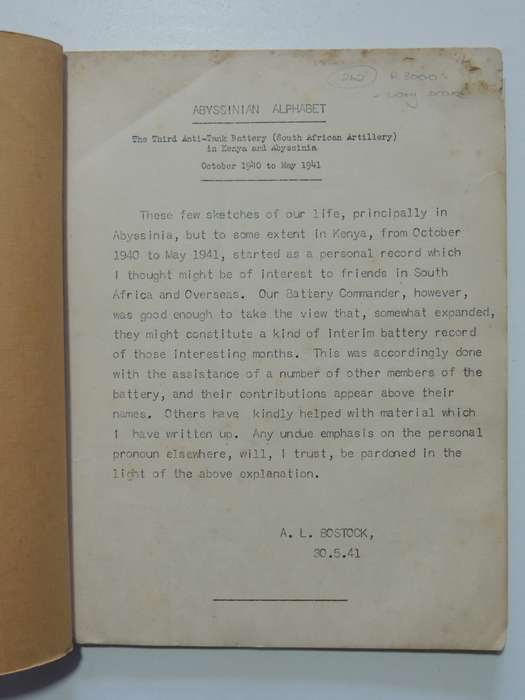 262 R 3000
- very scarce
ABYSSINIAN ALPHABET
The Third Anti-Tank Battery (South African Artillery)
in Kenya and Abyssinia
October 1940 to May 1941
These few sketches of our life, principally in
Abyssinia, but to some extent in Kenya, from October
1940 to May 1941, started as a personal record which
I thought might be of interest to friends in South
Africa and Overseas. Our Battery Commander, however,
was good enough to take the view that, somewhat expanded,
they might constitute a kind of interim battery record
of those interesting months. This was accordingly done
with the assistance of a number of other members of the
battery, and their contributions appear above their
names. Others have kindly helped with material which
I have written up. Any undue emphasis on the personal
pronoun elsewhere, will, I trust, be pardoned in the
light of the above explanation.
A. L. BOSTOCK,
30.5.41